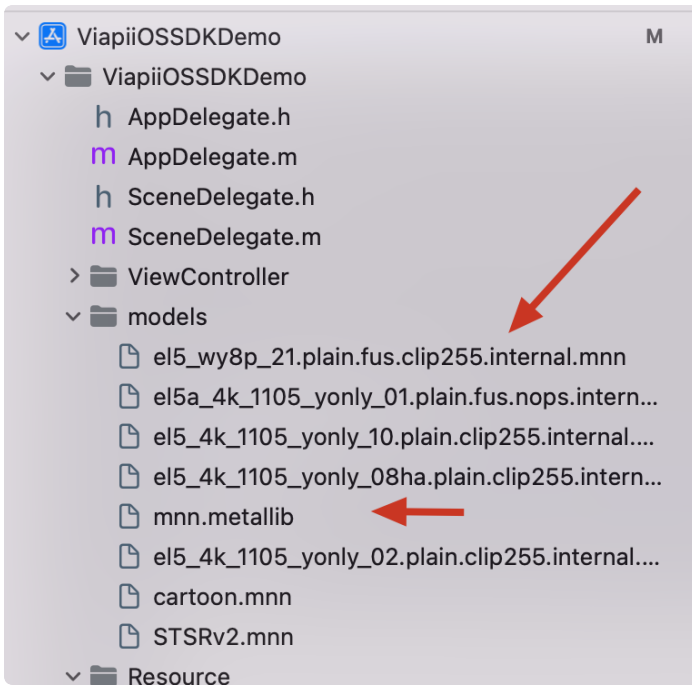 ViapiiOSSDKDemo M
ViapiiOSSDKDemo
h AppDelegate.h
m AppDelegate.m
h SceneDelegate.h
m SceneDelegate.m
ViewController
models
el5_wy8p_21.plain.fus.clip255.internal.mnn
el5a_4k_1105_yonly_01.plain.fus.nops.intern...
el5_4k_1105_yonly_10.plain.clip255.internal....
el5_4k_1105_yonly_08ha.plain.clip255.intern...
mnn.metallib
el5_4k_1105_yonly_02.plain.clip255.internal....
cartoon.mnn
STSRv2.mnn
Resource